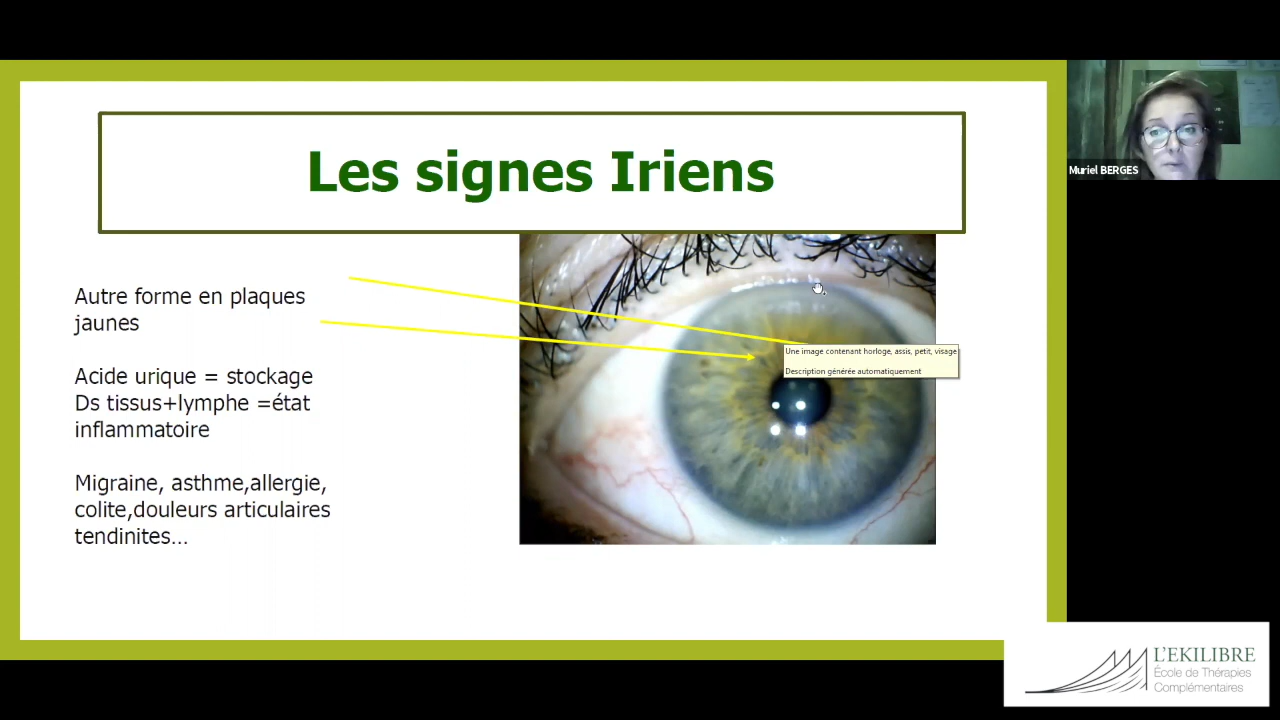 Les signes Iriens
Autre forme en plaques
jaunes
Acide urique = stockage
Ds tissus+lymphe =état
inflammatoire
Migraine, asthme,allergie,
colite,douleurs articulaires
tendinites...
Une image contenant horloge, assis, petit, visage
Description générée automatiquement
Muriel BERGES
L'EKILIBRE
École de Thérapies
Complémentaires